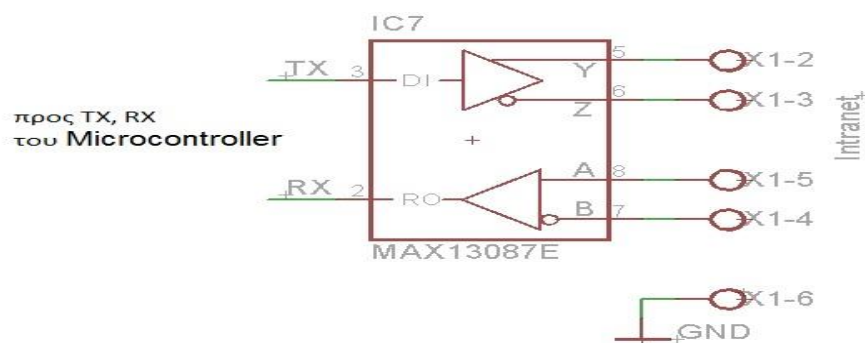 IC7
TX 3 DI Y 5 X1-2
Z 6 X1-3
προς TX, RX
του Microcontroller
Intranet
RX 2 RO A 8 X1-5
B 7 X1-4
MAX13087E
X1-6
GND